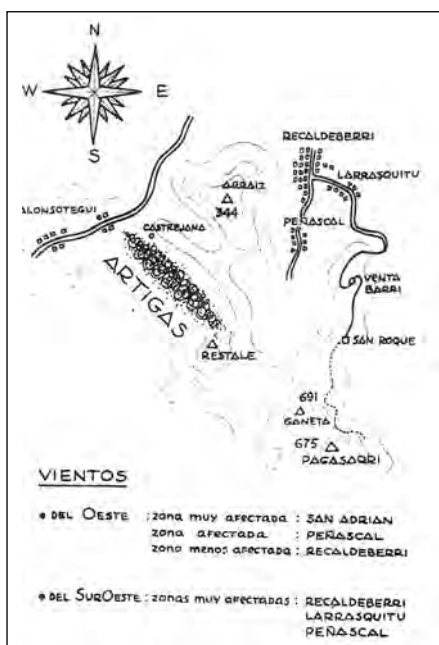 N
W E
S
RECALDEBERRI
LARRASQUITU
ARRAIZ
344
PEÑASCAL
ALONSOTEGUI
CASTREJANA
ARTIGAS
VENTA
BARRI
RESTALE
SAN ROQUE
691
GANETA
675
PAGASARRI
VIENTOS
• DEL OESTE : zona muy afectada : SAN ADRIAN
zona afectada : PEÑASCAL
zona menos afectada : RECALDEBERRI
• DEL SUROESTE : zonas muy afectadas : RECALDEBERRI
LARRASQUITU
PEÑASCAL